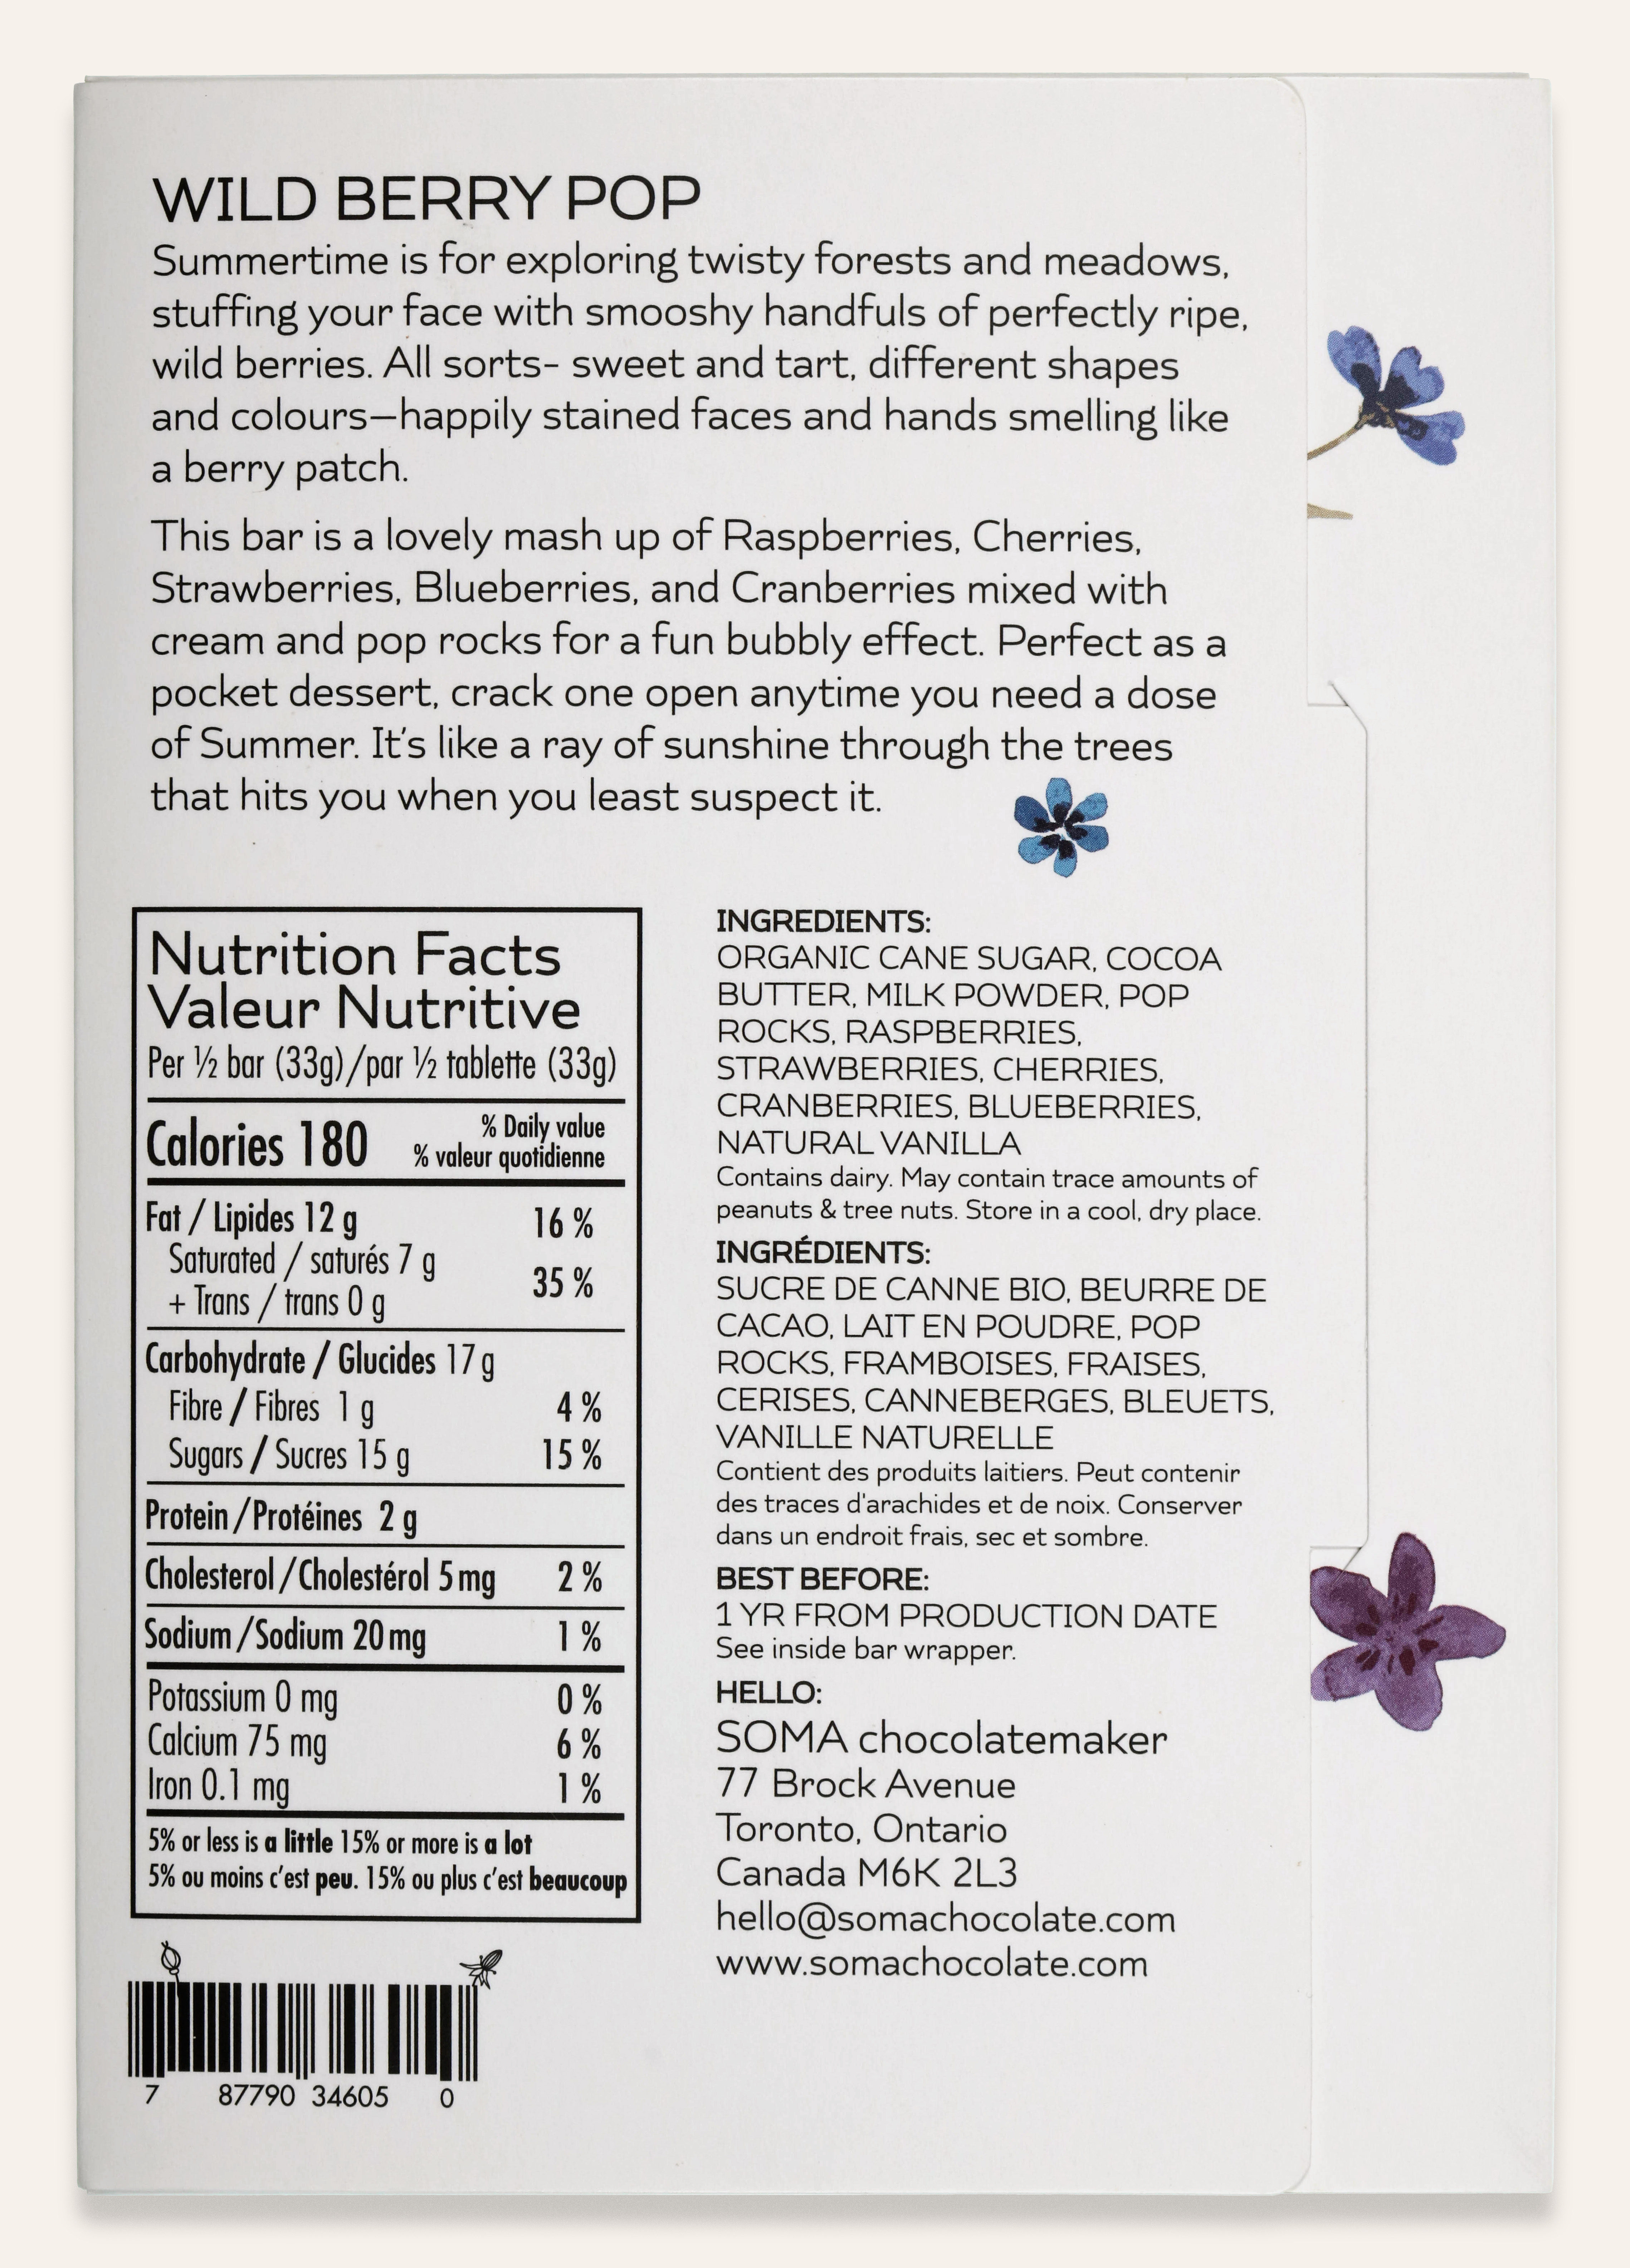 WILD BERRY POP
Summertime is for exploring twisty forests and meadows,
stuffing your face with smooshy handfuls of perfectly ripe,
wild berries. All sorts- sweet and tart, different shapes
and colours—happily stained faces and hands smelling like
a berry patch.
This bar is a lovely mash up of Raspberries, Cherries,
Strawberries, Blueberries, and Cranberries mixed with
cream and pop rocks for a fun bubbly effect. Perfect as a
pocket dessert, crack one open anytime you need a dose
of Summer. It's like a ray of sunshine through the trees
that hits you when you least suspect it.
Nutrition Facts
Valeur Nutritive
Per ½ bar (33g)/par ½ tablette (33g)
Calories 180
% Daily value
% valeur quotidienne
Fat / Lipides 12 g 16 %
Saturated / saturés 7 g
+ Trans / trans 0 g
35 %
Carbohydrate / Glucides 17 g
Fibre / Fibres 1 g 4 %
Sugars / Sucres 15 g 15 %
Protein / Protéines 2 g
Cholesterol / Cholestérol 5 mg 2 %
Sodium / Sodium 20 mg 1 %
Potassium 0 mg 0 %
Calcium 75 mg 6 %
Iron 0.1 mg 1 %
5% or less is a little 15% or more is a lot
5% ou moins c'est peu. 15% ou plus c'est beaucoup
7 87790 34605 0
INGREDIENTS:
ORGANIC CANE SUGAR, COCOA
BUTTER, MILK POWDER, POP
ROCKS, RASPBERRIES,
STRAWBERRIES, CHERRIES,
CRANBERRIES, BLUEBERRIES,
NATURAL VANILLA
Contains dairy. May contain trace amounts of
peanuts & tree nuts. Store in a cool, dry place.
INGRÉDIENTS:
SUCRE DE CANNE BIO, BEURRE DE
CACAO, LAIT EN POUDRE, POP
ROCKS, FRAMBOISES, FRAISES,
CERISES, CANNEBERGES, BLEUETS,
VANILLE NATURELLE
Contient des produits laitiers. Peut contenir
des traces d'arachides et de noix. Conserver
dans un endroit frais, sec et sombre.
BEST BEFORE:
1 YR FROM PRODUCTION DATE
See inside bar wrapper.
HELLO:
SOMA chocolatemaker
77 Brock Avenue
Toronto, Ontario
Canada M6K 2L3
hello@somachocolate.com
www.somachocolate.com